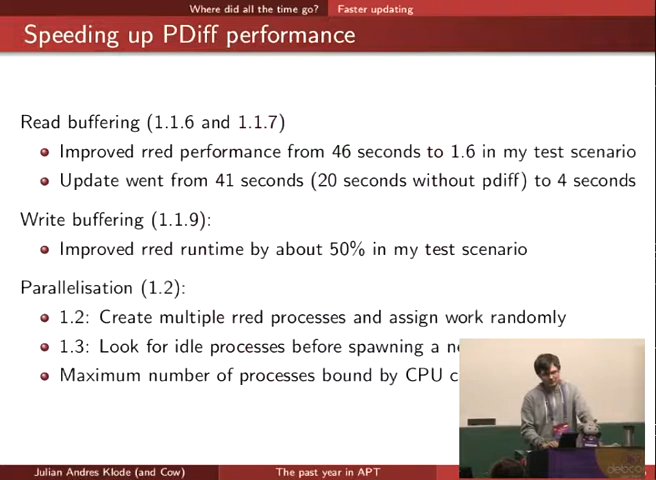 Where did all the time go? Faster updating
Speeding up PDiff performance
Read buffering (1.1.6 and 1.1.7)
Improved rred performance from 46 seconds to 1.6 in my test scenario
Update went from 41 seconds (20 seconds without pdiff) to 4 seconds
Write buffering (1.1.9):
Improved rred runtime by about 50% in my test scenario
Parallelisation (1.2):
1.2: Create multiple rred processes and assign work randomly
1.3: Look for idle processes before spawning a
Maximum number of processes bound by CPU
Julian Andres Klode (and Cow) The past year in APT